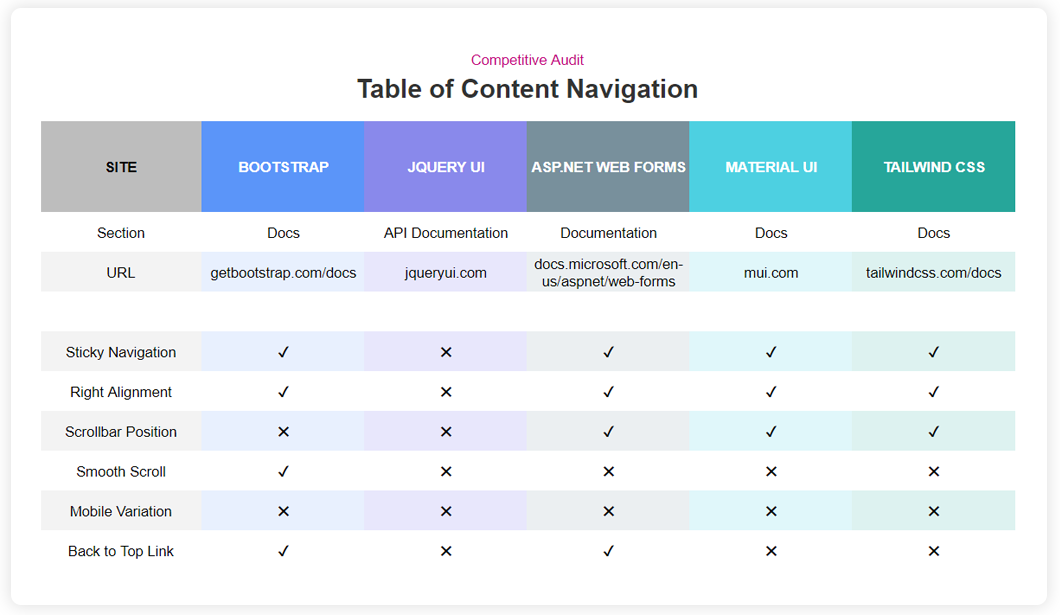 Competitive Audit
Table of Content Navigation
SITE BOOTSTRAP JQUERY UI ASP.NET WEB FORMS MATERIAL UI TAILWIND CSS
Section Docs API Documentation Documentation Docs Docs
URL getbootstrap.com/docs jqueryui.com docs.microsoft.com/en-us/aspnet/web-forms mui.com tailwindcss.com/docs
Sticky Navigation ✓ ✕ ✓ ✓ ✓
Right Alignment ✓ ✕ ✓ ✓ ✓
Scrollbar Position ✕ ✕ ✓ ✓ ✓
Smooth Scroll ✓ ✕ ✕ ✕ ✕
Mobile Variation ✕ ✕ ✕ ✕ ✕
Back to Top Link ✓ ✕ ✓ ✕ ✕